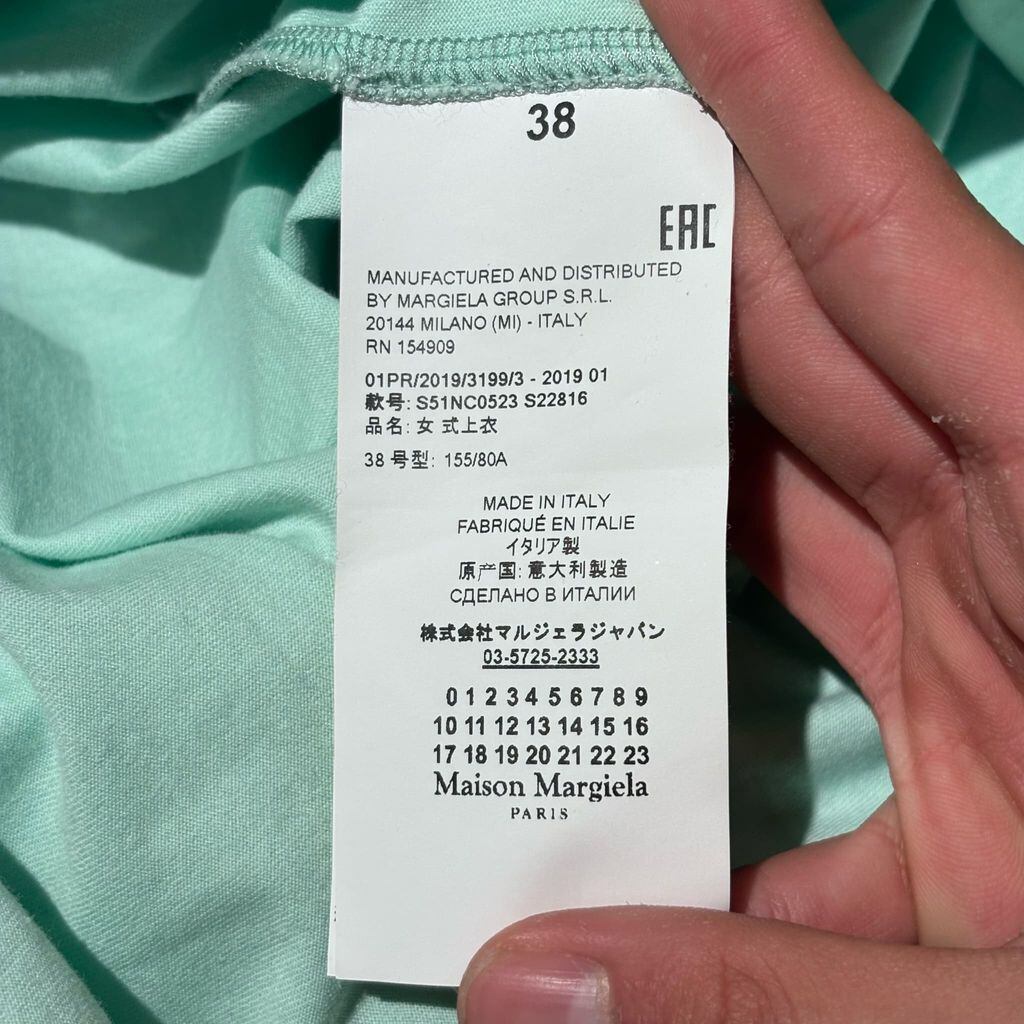 38
EAC
MANUFACTURED AND DISTRIBUTED
BY MARGIELA GROUP S.R.L.
20144 MILANO (MI) - ITALY
RN 154909
01PR/2019/3199/3 - 2019 01
款号: S51NC0523 S22816
品名: 女 式上衣
38 号型: 155/80A
MADE IN ITALY
FABRIQUÉ EN ITALIE
イタリア製
原产国: 意大利製造
СДЕЛАНО В ИТАЛИИ
株式会社マルジェラジャパン
03-5725-2333
0 1 2 3 4 5 6 7 8 9
10 11 12 13 14 15 16
17 18 19 20 21 22 23
Maison Margiela
PARIS